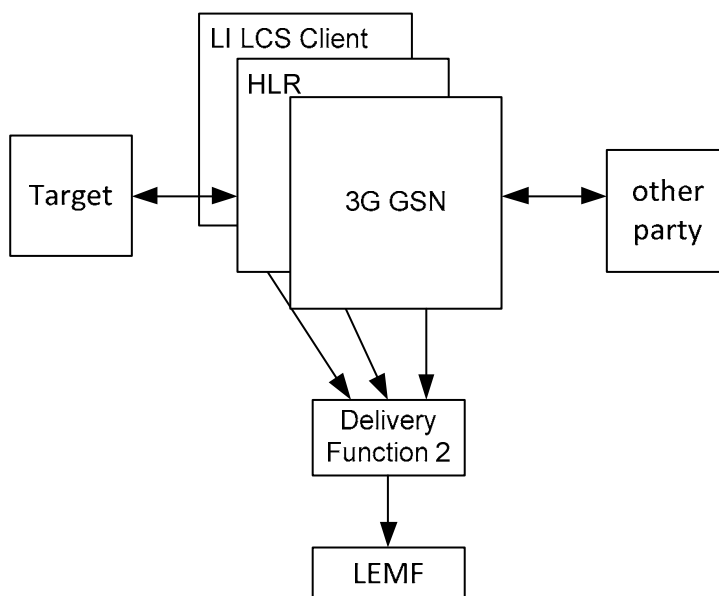 LI LCS Client
HLR
Target
3G GSN
other
party
Delivery
Function 2
LEMF